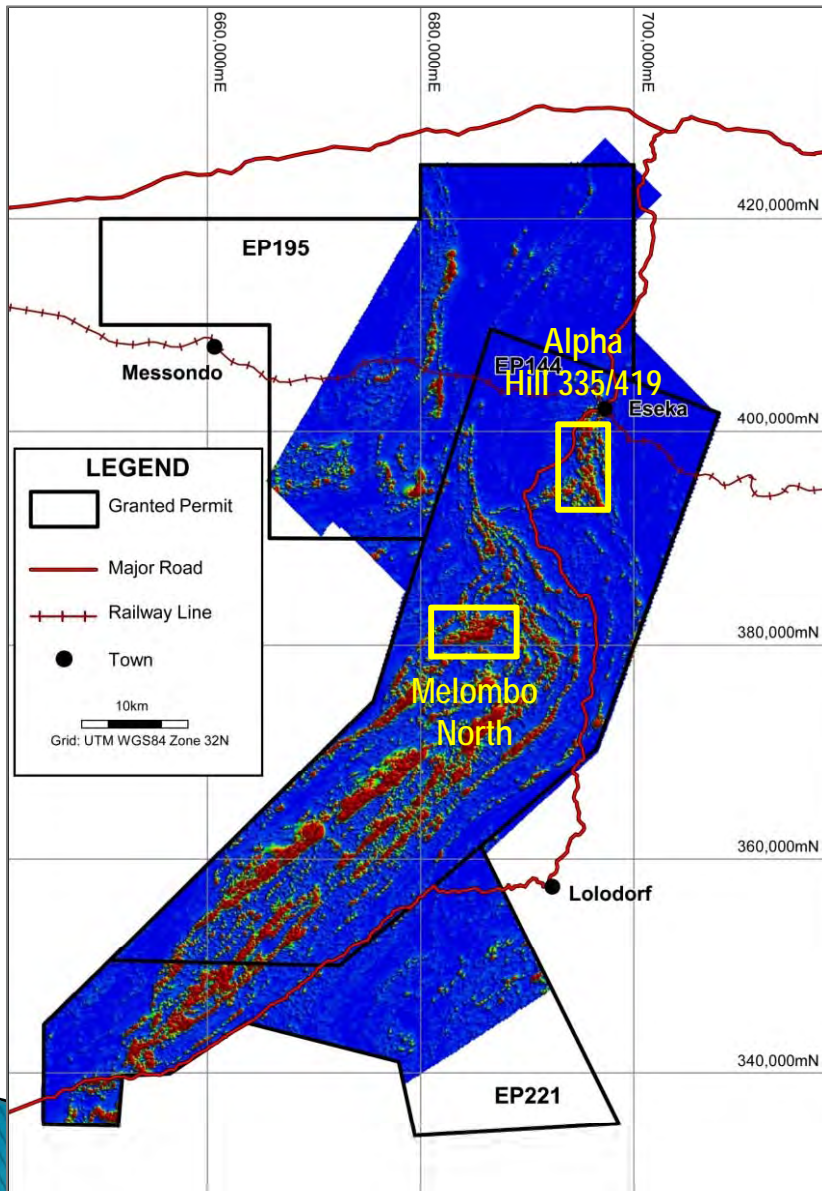 660,000mE
680,000mE
700,000mE
420,000mN
EP195
Alpha
EP144
Hill 335/419
Messondo
Eseka
400,000mN
LEGEND
Granted Permit
Major Road
Railway Line
Town
10km
Grid: UTM WGS84 Zone 32N
380,000mN
Melombo
North
360,000mN
Lolodorf
340,000mN
EP221